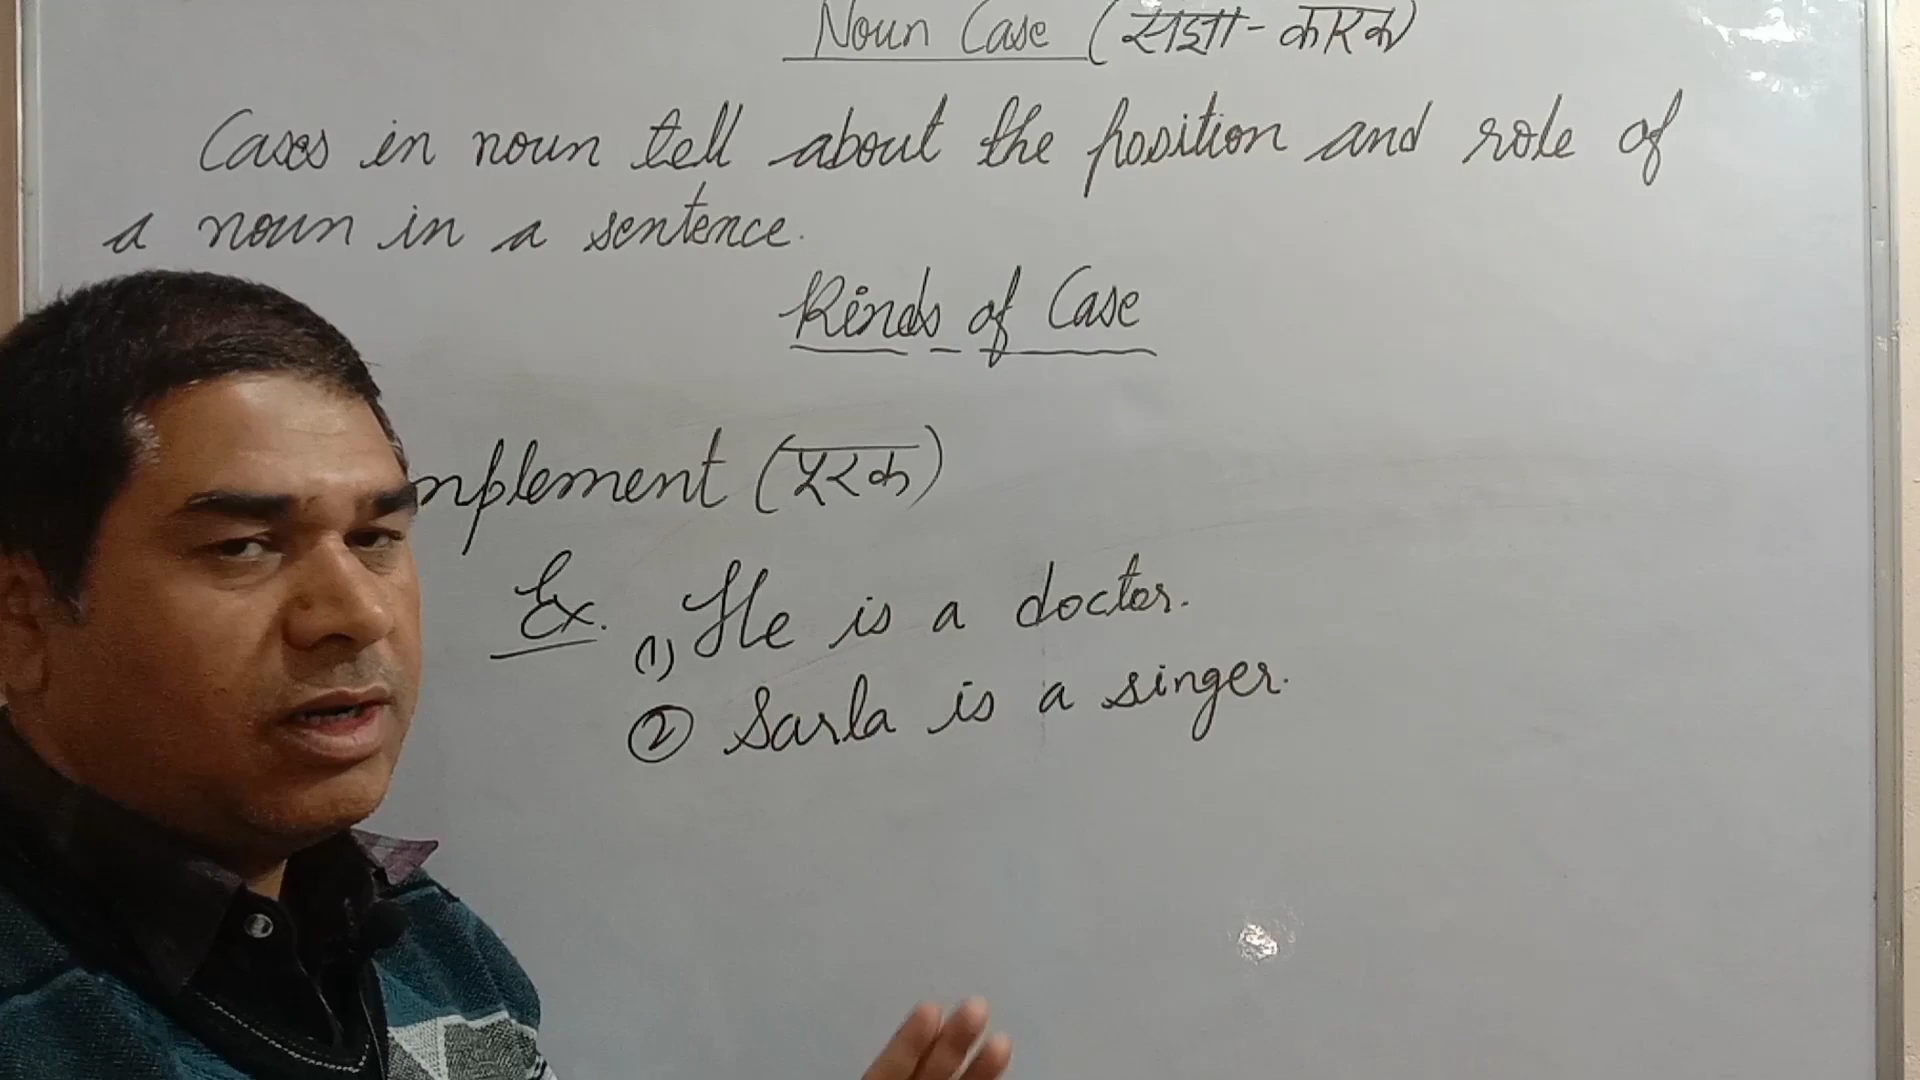 Noun Case (संज्ञा - कारक)
Cases in noun tell about the position and role of
a noun in a sentence.
Kinds of Case
mplement (पूरक)
Ex. (1) He is a doctor.
(2) Sarla is a singer.